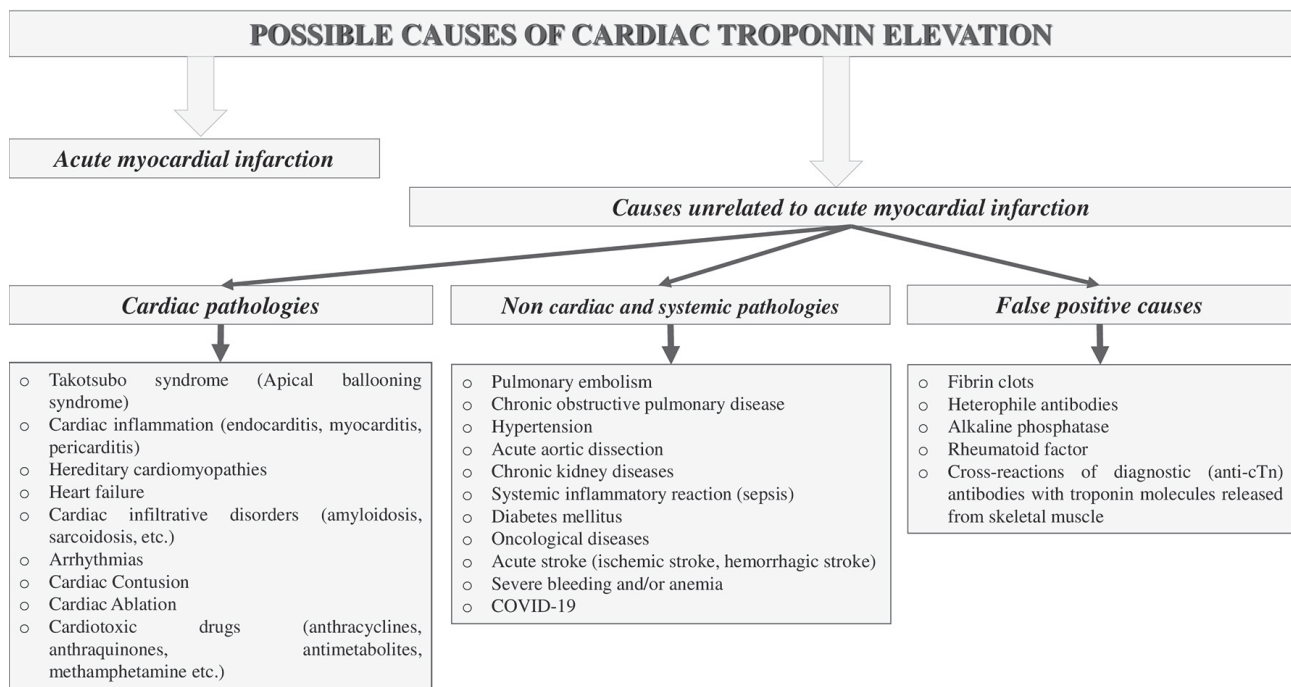 POSSIBLE CAUSES OF CARDIAC TROPONIN ELEVATION
Acute myocardial infarction
Causes unrelated to acute myocardial infarction
Cardiac pathologies
o Takotsubo syndrome (Apical ballooning
syndrome)
o Cardiac inflammation (endocarditis, myocarditis,
pericarditis)
o Hereditary cardiomyopathies
o Heart failure
o Cardiac infiltrative disorders (amyloidosis,
sarcoidosis, etc.)
o Arrhythmias
o Cardiac Contusion
o Cardiac Ablation
o Cardiotoxic drugs (anthracyclines,
anthraquinones, antimetabolites,
methamphetamine etc.)
Non cardiac and systemic pathologies
o Pulmonary embolism
o Chronic obstructive pulmonary disease
o Hypertension
o Acute aortic dissection
o Chronic kidney diseases
o Systemic inflammatory reaction (sepsis)
o Diabetes mellitus
o Oncological diseases
o Acute stroke (ischemic stroke, hemorrhagic stroke)
o Severe bleeding and/or anemia
o COVID-19
False positive causes
o Fibrin clots
o Heterophile antibodies
o Alkaline phosphatase
o Rheumatoid factor
o Cross-reactions of diagnostic (anti-cTn)
antibodies with troponin molecules released
from skeletal muscle